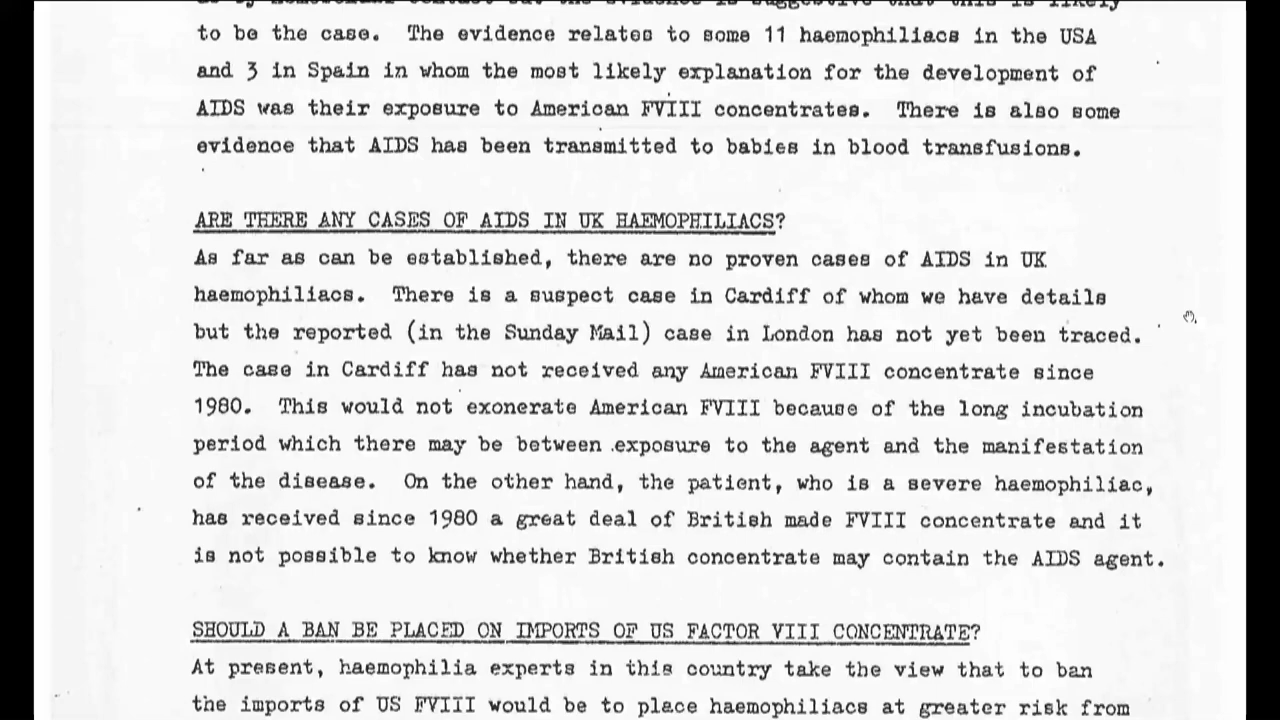 to be the case. The evidence relates to some 11 haemophiliacs in the USA
and 3 in Spain in whom the most likely explanation for the development of
AIDS was their exposure to American FVIII concentrates. There is also some
evidence that AIDS has been transmitted to babies in blood transfusions.
ARE THERE ANY CASES OF AIDS IN UK HAEMOPHILIACS?
As far as can be established, there are no proven cases of AIDS in UK
haemophiliacs. There is a suspect case in Cardiff of whom we have details
but the reported (in the Sunday Mail) case in London has not yet been traced.
The case in Cardiff has not received any American FVIII concentrate since
1980. This would not exonerate American FVIII because of the long incubation
period which there may be between exposure to the agent and the manifestation
of the disease. On the other hand, the patient, who is a severe haemophiliac,
has received since 1980 a great deal of British made FVIII concentrate and it
is not possible to know whether British concentrate may contain the AIDS agent.
SHOULD A BAN BE PLACED ON IMPORTS OF US FACTOR VIII CONCENTRATE?
At present, haemophilia experts in this country take the view that to ban
the imports of US FVIII would be to place haemophiliacs at greater risk from